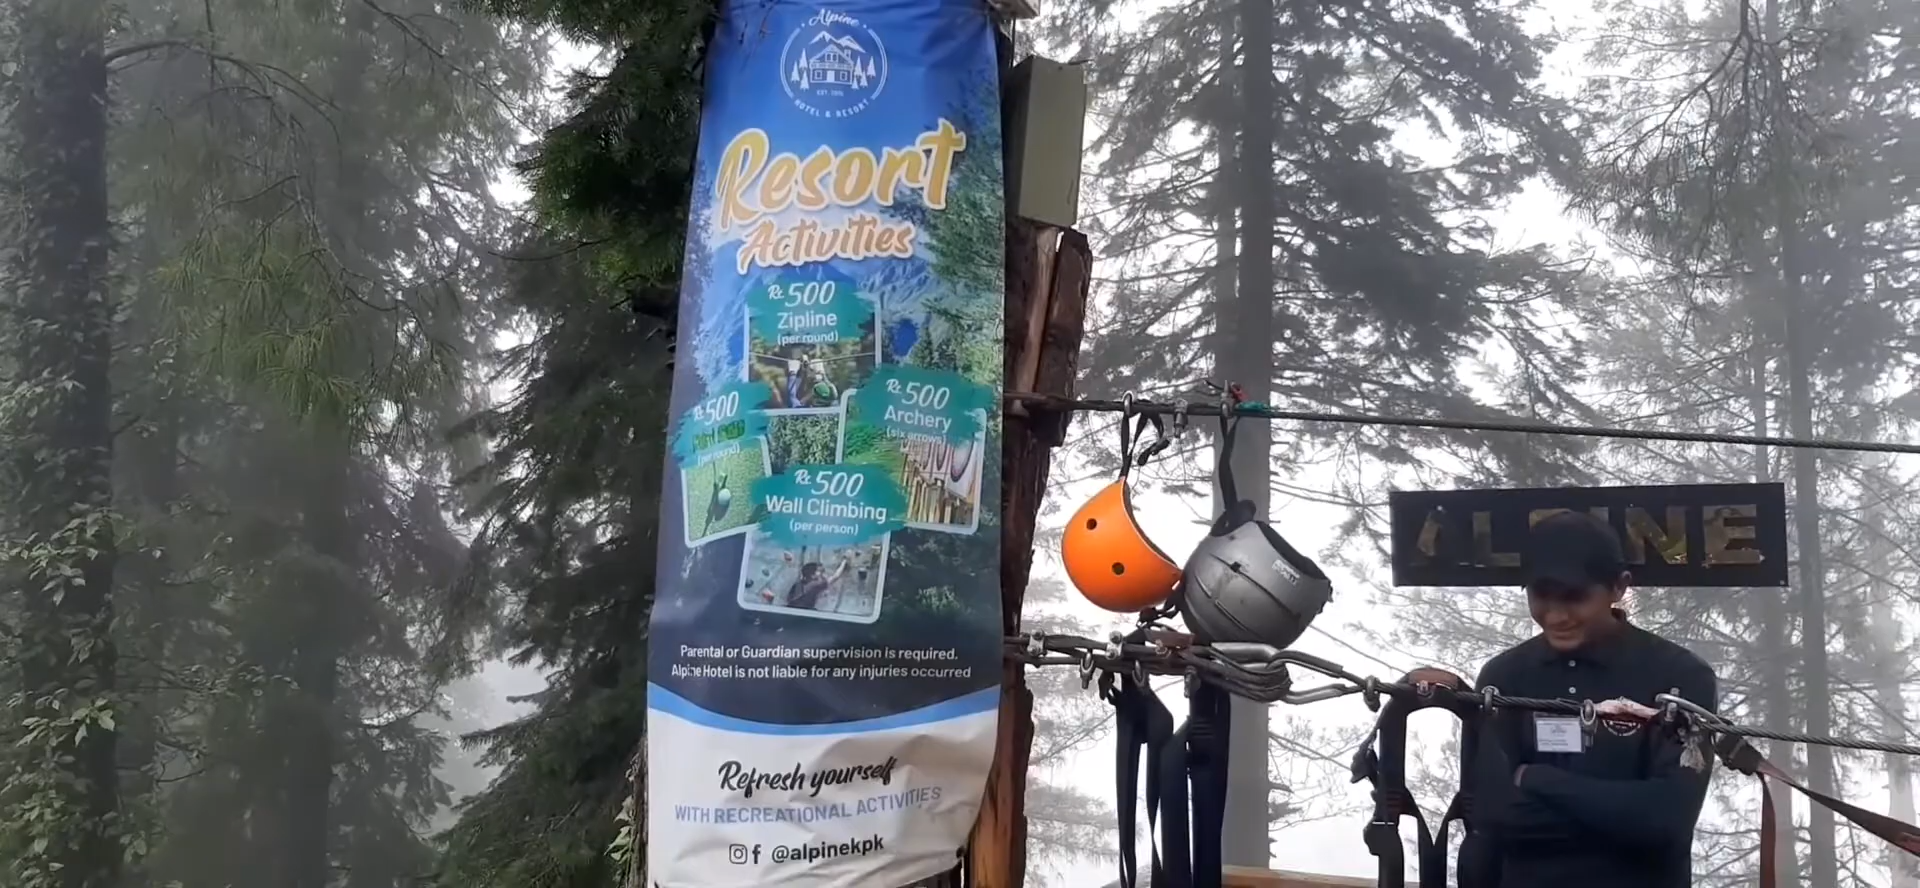 Alpine
HOTEL & RESORT
Resort
Activities
Rs.500
Zipline
(per round)
Rs.500
Archery
(six arrows)
Rs.500
(per round)
Rs.500
Wall Climbing
(per person)
Parental or Guardian supervision is required.
Alpine Hotel is not liable for any injuries occurred
Refresh yourself
WITH RECREATIONAL ACTIVITIES
@alpinekpk